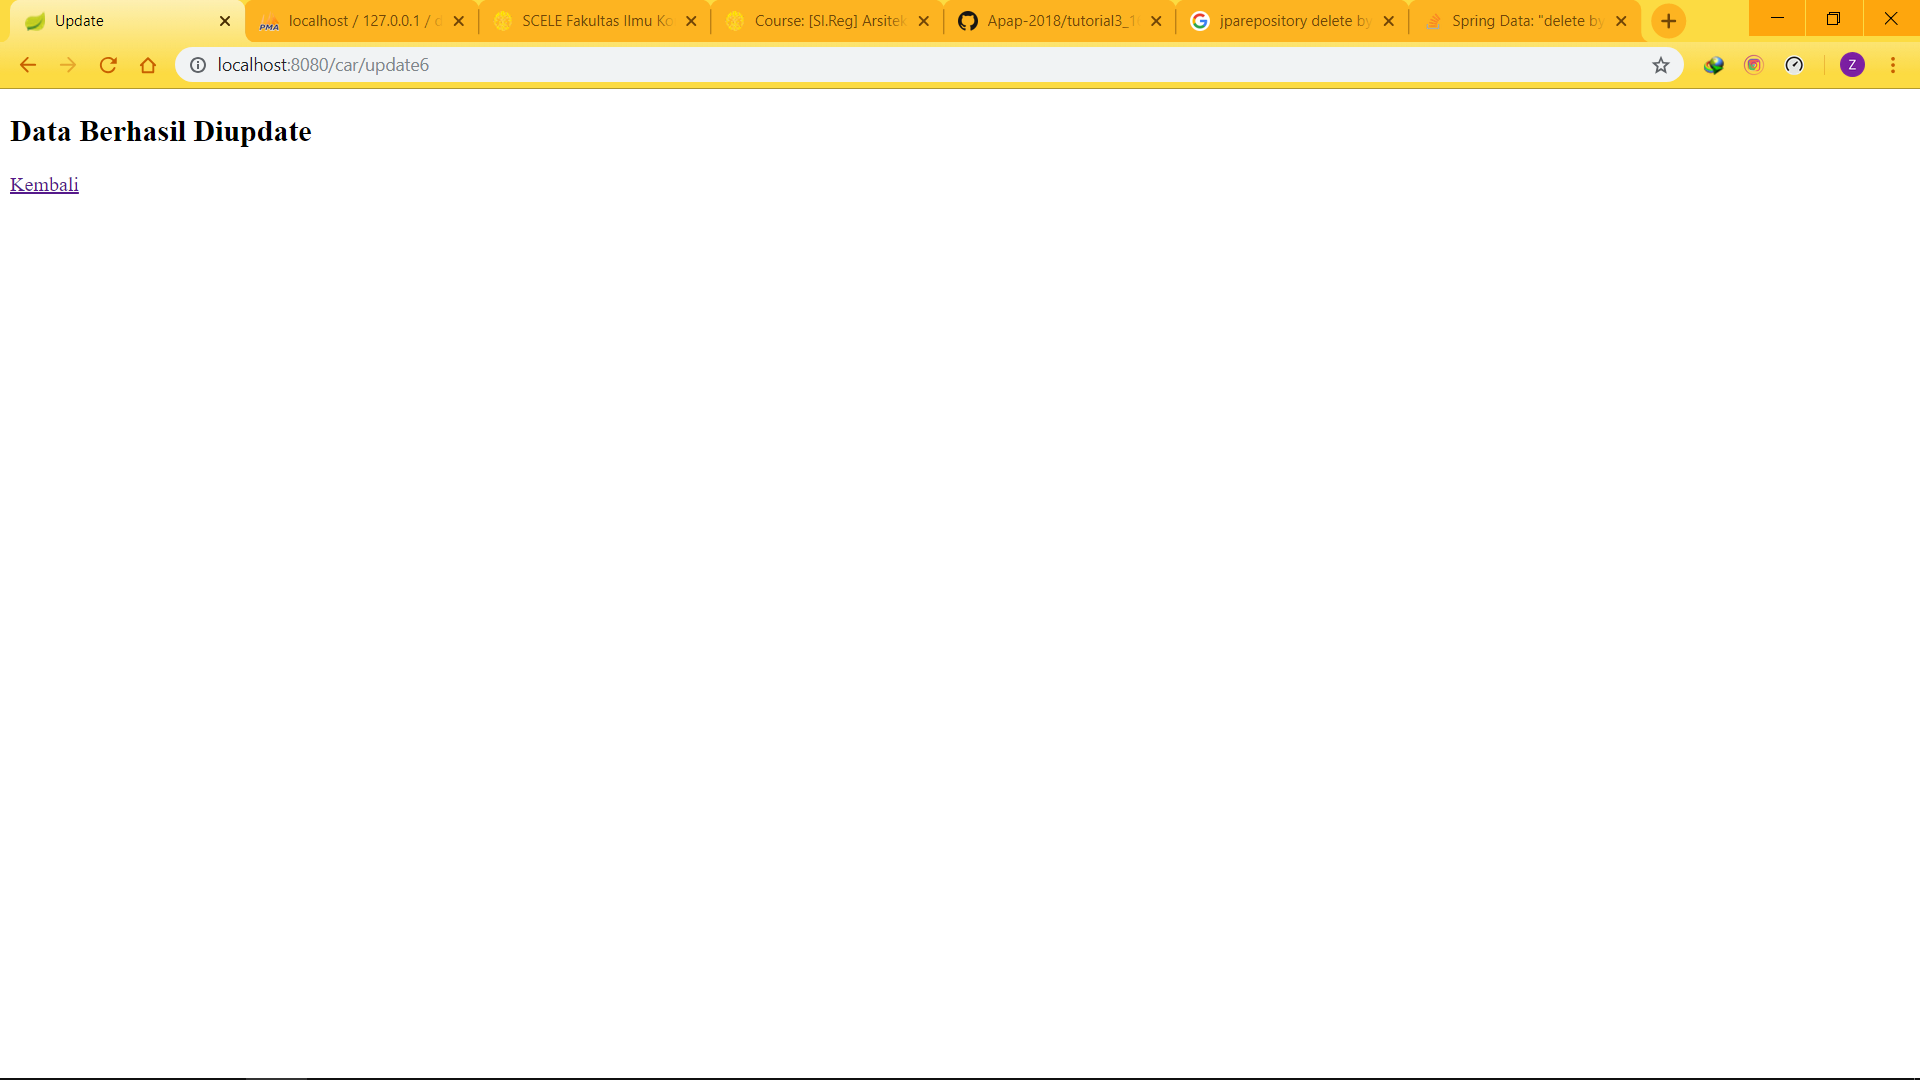 Update
localhost / 127.0.0.1 / d
SCELE Fakultas Ilmu Ko
Course: [SI.Reg] Arsitek
Apap-2018/tutorial3_1
jparepository delete by
Spring Data: "delete by
localhost:8080/car/update6
Z
Data Berhasil Diupdate
Kembali